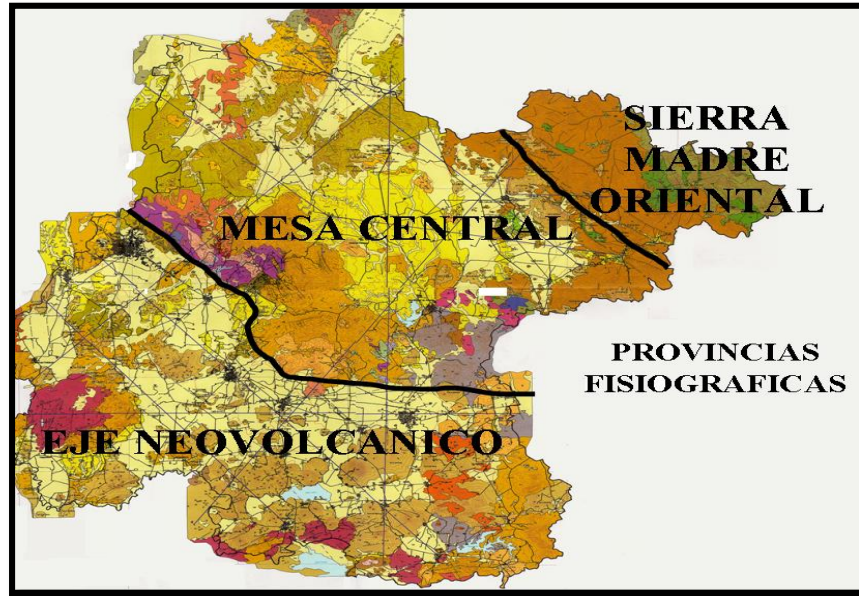 SIERRA
MADRE
ORIENTAL
MESA CENTRAL
PROVINCIAS
FISIOGRAFICAS
EJE NEOVOLCANICO